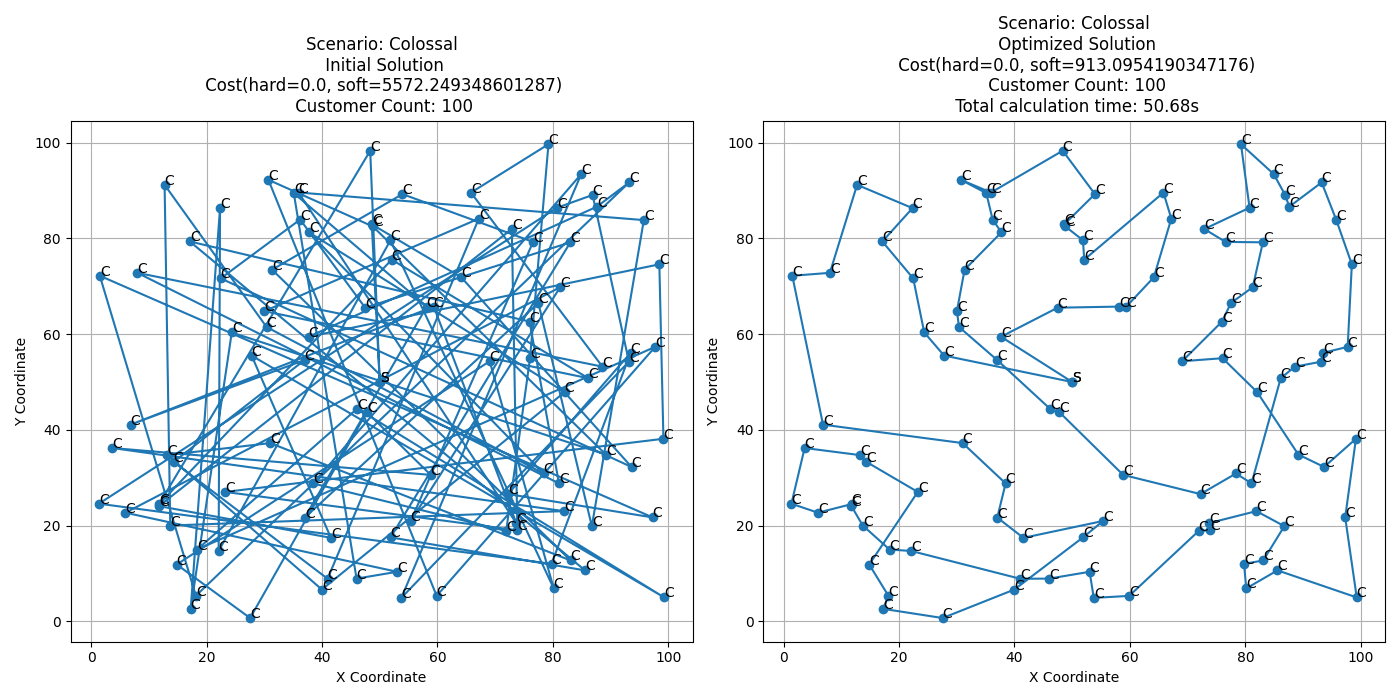 Scenario: Colossal
Initial Solution
Cost(hard=0.0, soft=5572.249348601287)
Customer Count: 100
100
80
60
40
20
0
Y Coordinate
0 20 40 60 80 100
X Coordinate
S
Scenario: Colossal
Optimized Solution
Cost(hard=0.0, soft=913.0954190347176)
Customer Count: 100
Total calculation time: 50.68s
100
80
60
40
20
0
Y Coordinate
0 20 40 60 80 100
X Coordinate
S
C